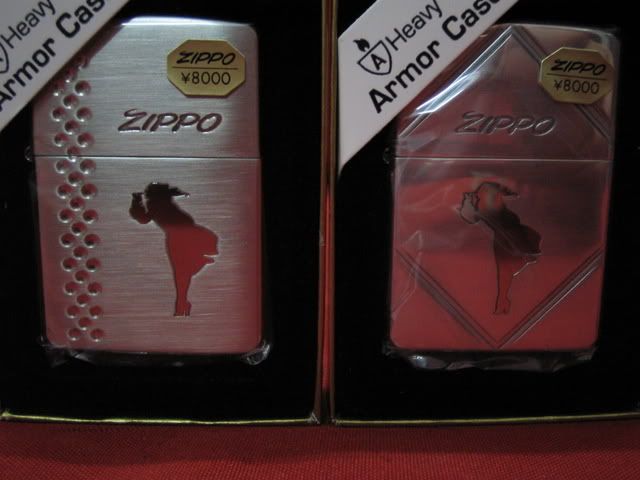 Heavy
Armor Case
ZIPPO
¥8000
ZIPPO
A Heavy
Armor Case
ZIPPO
¥8000
ZIPPO